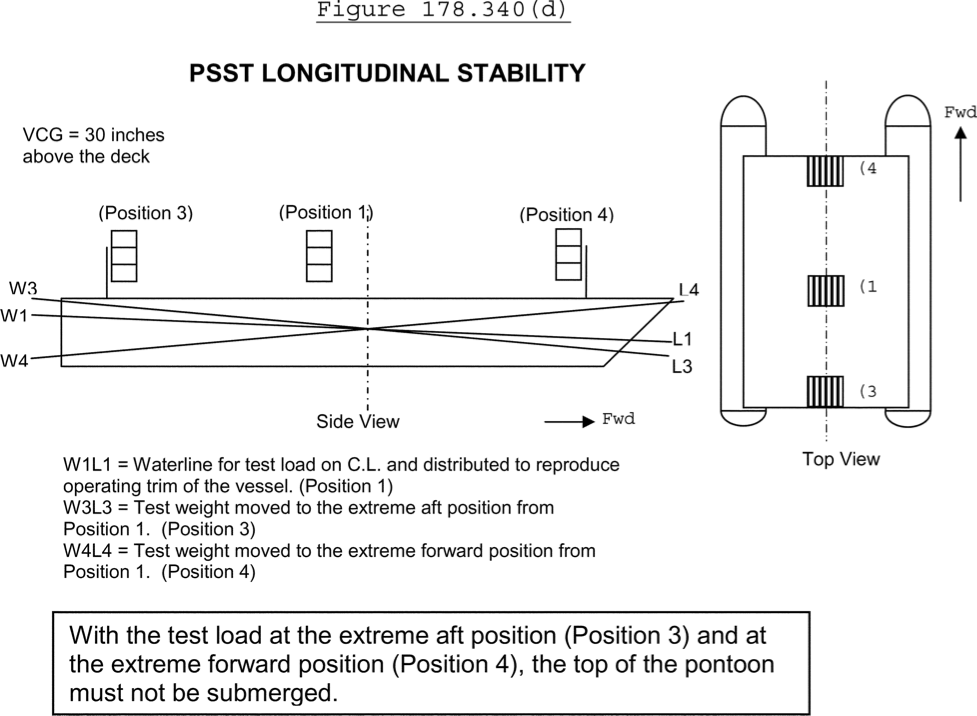 Figure 178.340(d)
PSST LONGITUDINAL STABILITY
VCG = 30 inches
above the deck
(Position 3)
(Position 1)
(Position 4)
W3
W1
W4
L4
L1
L3
Side View
Fwd
Fwd
(4
(1
(3
Top View
W1L1 = Waterline for test load on C.L. and distributed to reproduce
operating trim of the vessel. (Position 1)
W3L3 = Test weight moved to the extreme aft position from
Position 1.  (Position 3)
W4L4 = Test weight moved to the extreme forward position from
Position 1.  (Position 4)
With the test load at the extreme aft position (Position 3) and at
the extreme forward position (Position 4), the top of the pontoon
must not be submerged.